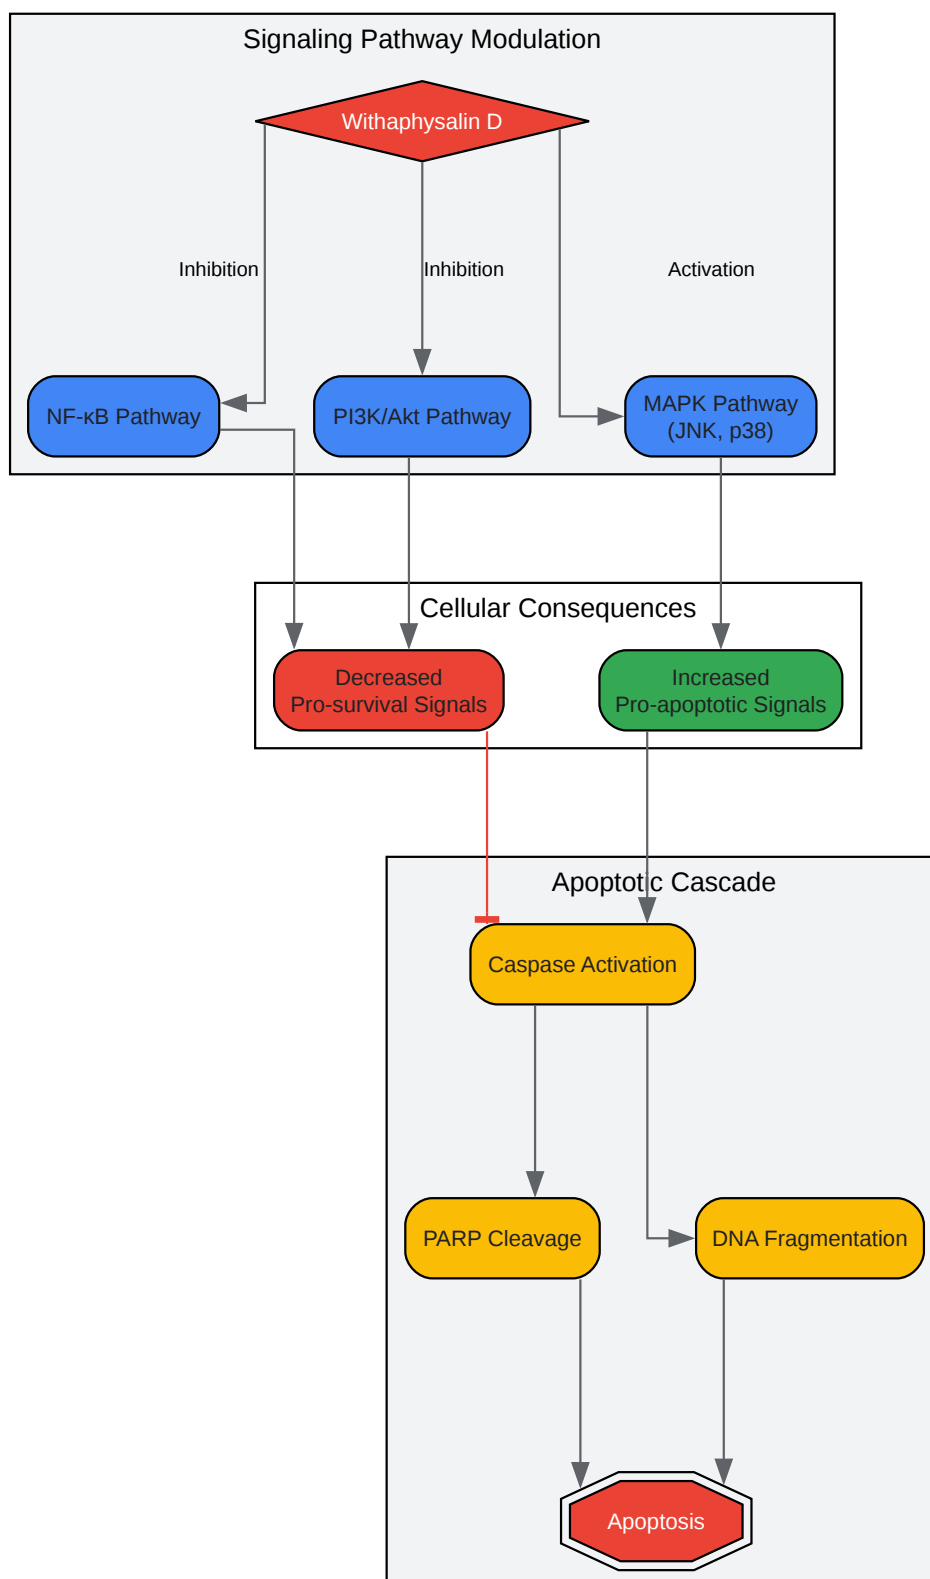 Signaling Pathway Modulation
Withaphysalin D
Inhibition
Inhibition
Activation
NF-κB Pathway
PI3K/Akt Pathway
MAPK Pathway
(JNK, p38)
Cellular Consequences
Decreased
Pro-survival Signals
Increased
Pro-apoptotic Signals
Apoptotic Cascade
Caspase Activation
PARP Cleavage
DNA Fragmentation
Apoptosis